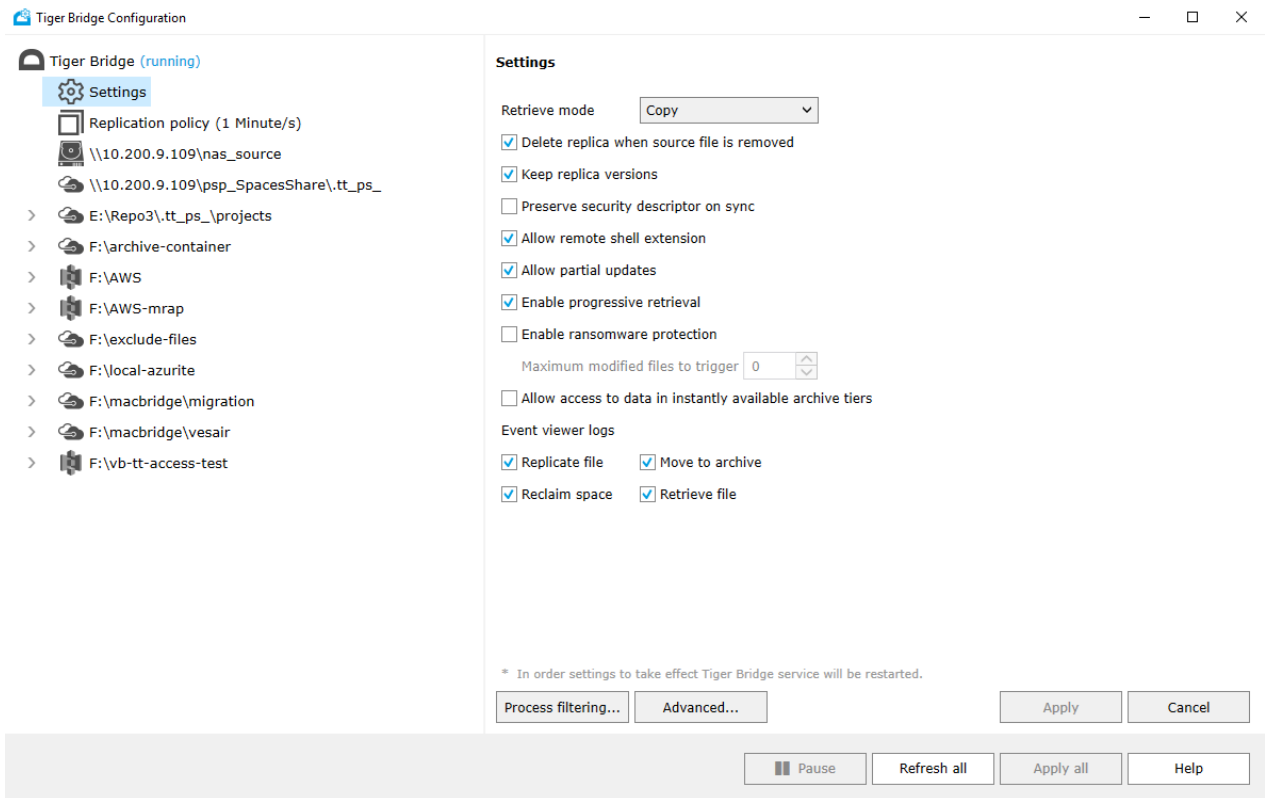 Tiger Bridge Configuration
Tiger Bridge (running)
Settings
Replication policy (1 Minute/s)
\\10.200.9.109\nas_source
\\10.200.9.109\psp_SpacesShare\.tt_ps_
E:\Repo3\.tt_ps_\projects
F:\archive-container
F:\AWS
F:\AWS-mrap
F:\exclude-files
F:\local-azurite
F:\macbridge\migration
F:\macbridge\vesair
F:\vb-tt-access-test
Settings
Retrieve mode Copy
Delete replica when source file is removed
Keep replica versions
Preserve security descriptor on sync
Allow remote shell extension
Allow partial updates
Enable progressive retrieval
Enable ransomware protection
Maximum modified files to trigger 0
Allow access to data in instantly available archive tiers
Event viewer logs
Replicate file Move to archive
Reclaim space Retrieve file
* In order settings to take effect Tiger Bridge service will be restarted.
Process filtering... Advanced... Apply Cancel
Pause Refresh all Apply all Help